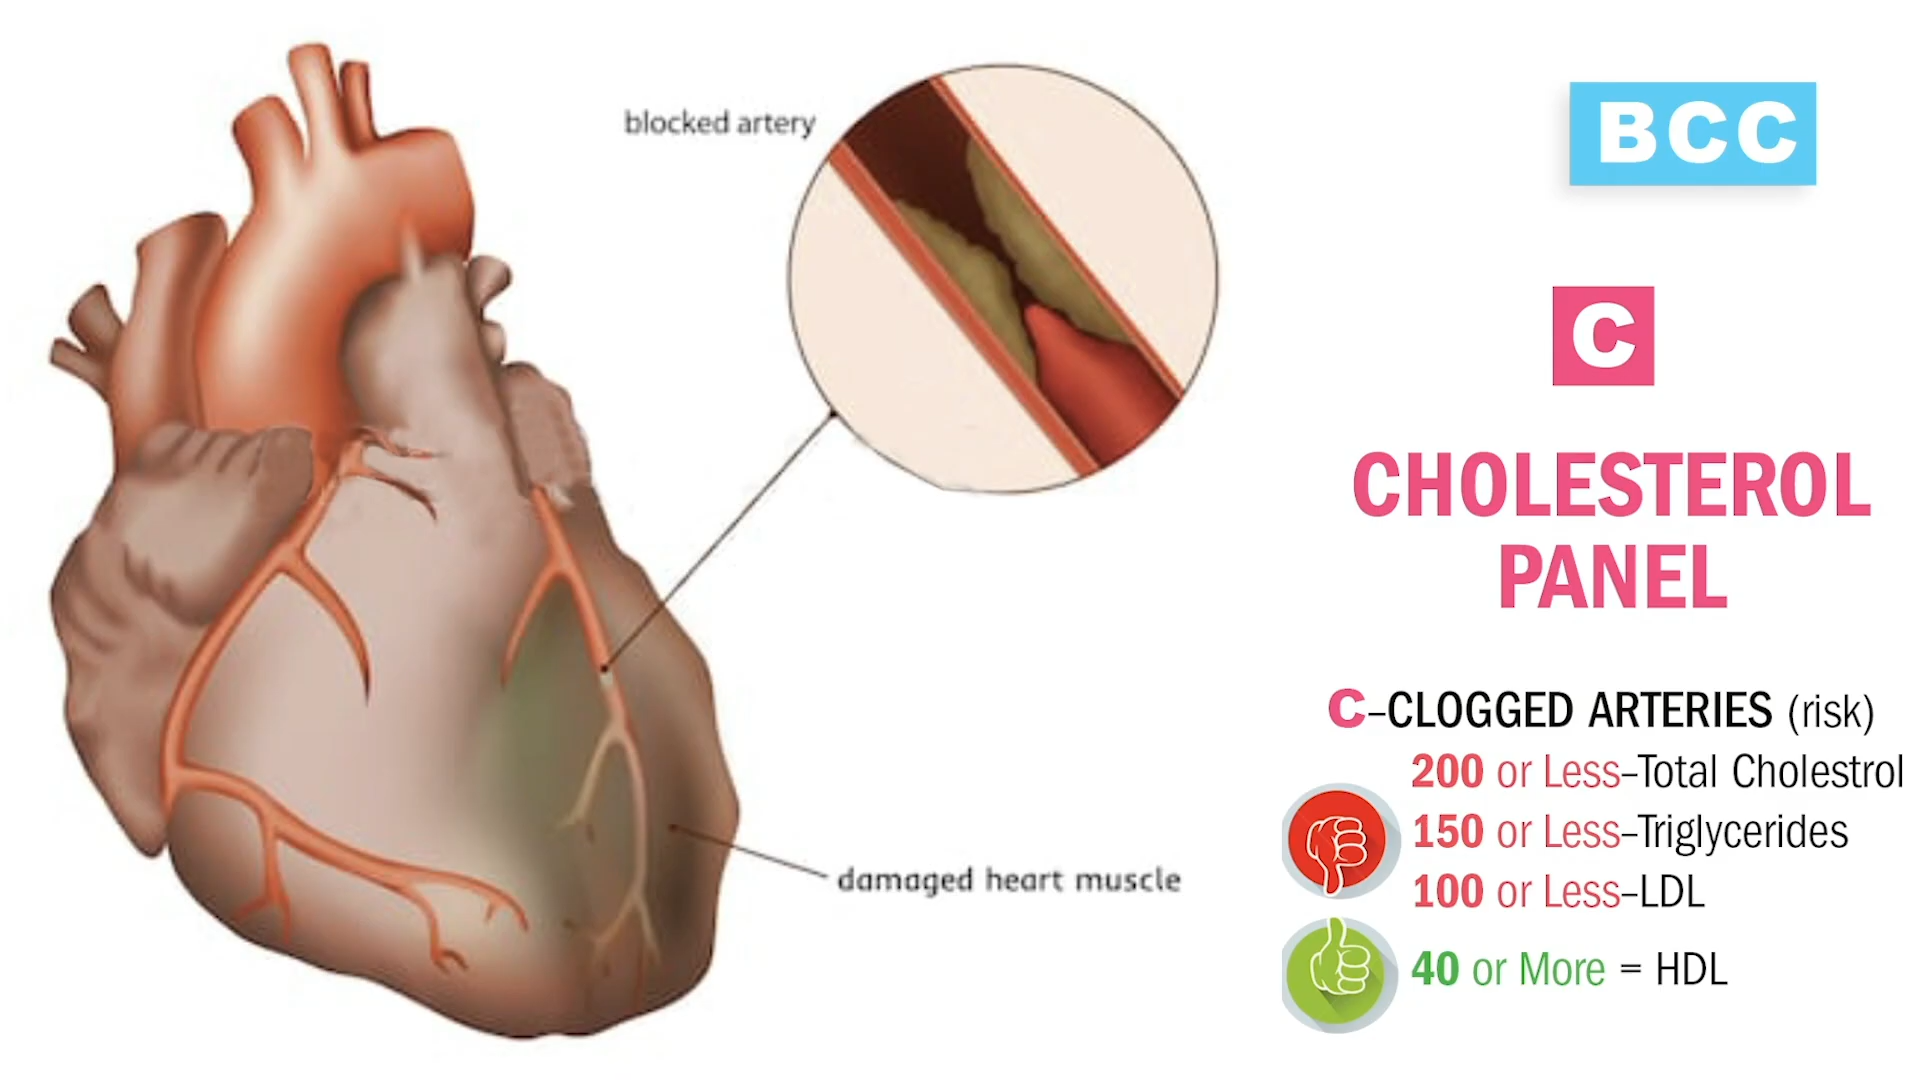 blocked artery
damaged heart muscle
BCC
C
CHOLESTEROL
PANEL
C–CLOGGED ARTERIES (risk)
200 or Less–Total Cholestrol
150 or Less–Triglycerides
100 or Less–LDL
40 or More = HDL